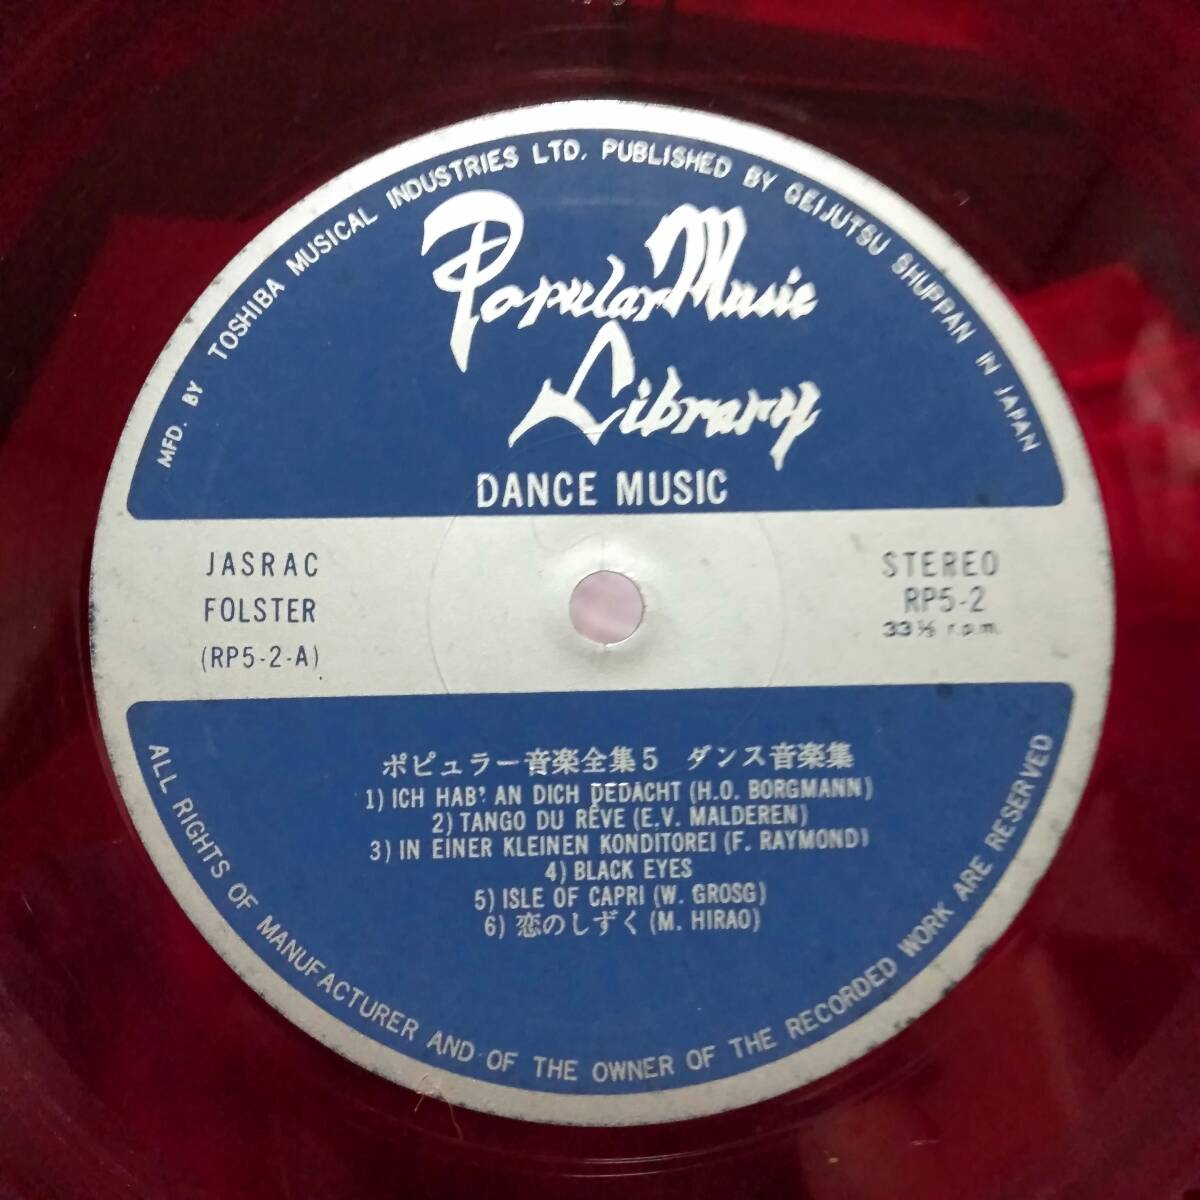 MFD. BY TOSHIBA MUSICAL INDUSTRIES LTD. PUBLISHED BY GEIJUTSU SHUPPAN IN JAPAN
Popular Music
Library
DANCE MUSIC
JASRAC
FOLSTER
(RP5-2-A)
STEREO
RP5-2
33⅓ r.p.m.
ポピュラー音楽全集5 ダンス音楽集
1) ICH HAB' AN DICH DEDACHT (H.O. BORGMANN)
2) TANGO DU RÊVE (E.V. MALDEREN)
3) IN EINER KLEINEN KONDITOREI (F. RAYMOND)
4) BLACK EYES
5) ISLE OF CAPRI (W. GROSG)
6) 恋のしずく (M. HIRAO)
ALL RIGHTS OF MANUFACTURER AND OF THE OWNER OF THE RECORDED WORK ARE RESERVED